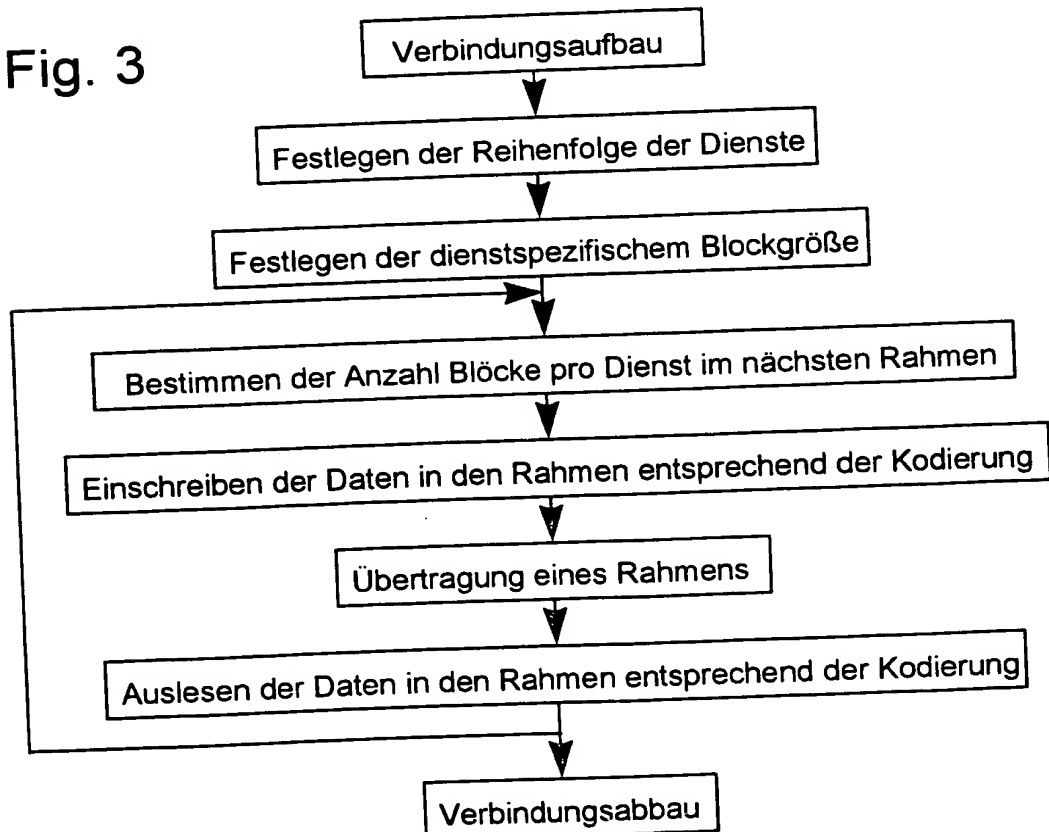 Fig. 3
Verbindungsaufbau
Festlegen der Reihenfolge der Dienste
Festlegen der dienstspezifischem Blockgröße
Bestimmen der Anzahl Blöcke pro Dienst im nächsten Rahmen
Einschreiben der Daten in den Rahmen entsprechend der Kodierung
Übertragung eines Rahmens
Auslesen der Daten in den Rahmen entsprechend der Kodierung
Verbindungsabbau